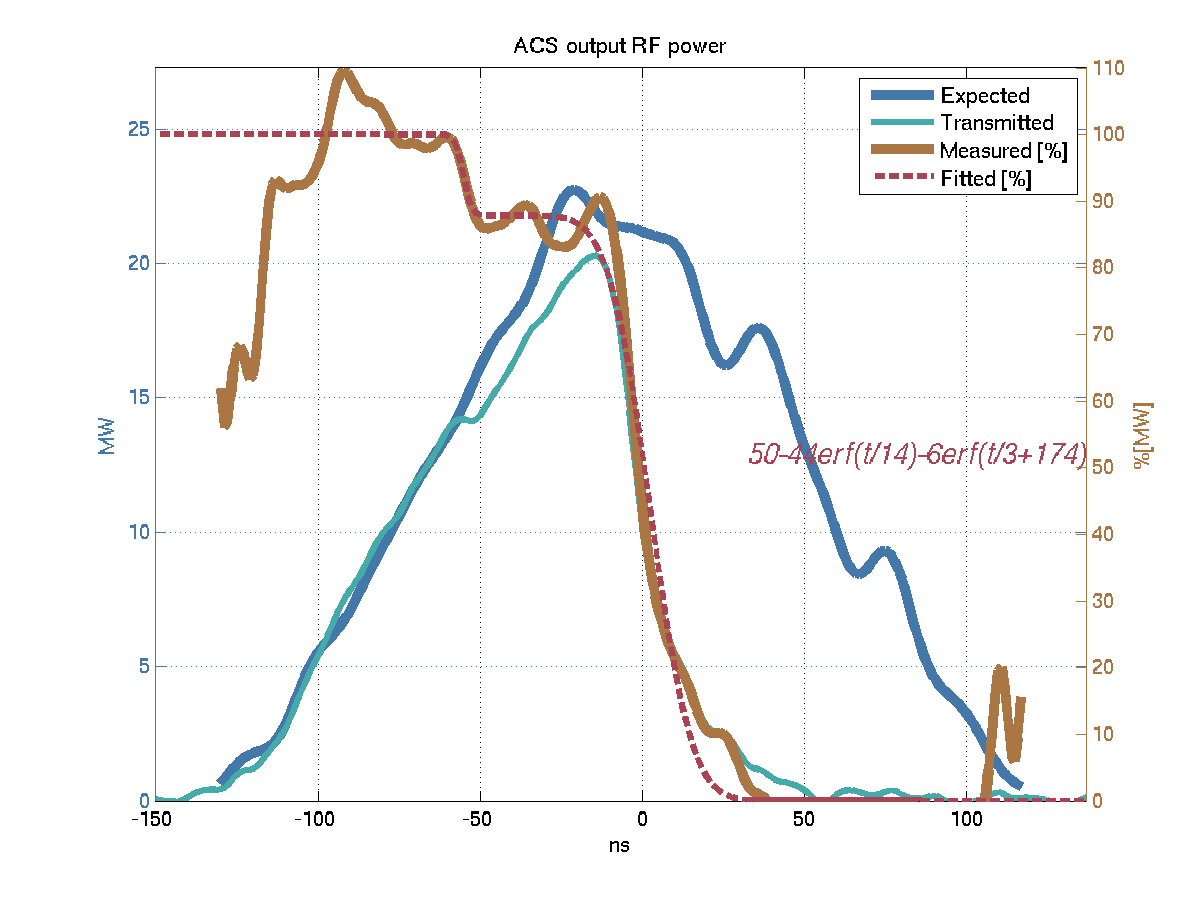 ACS output RF power
Expected
Transmitted
Measured [%]
Fitted [%]
25
20
15
10
5
0
MW
110
100
90
80
70
60
50
40
30
20
10
0
%[MW]
50-44erf(t/14)-6erf(t/3+174)
-150
-100
-50
0
50
100
ns